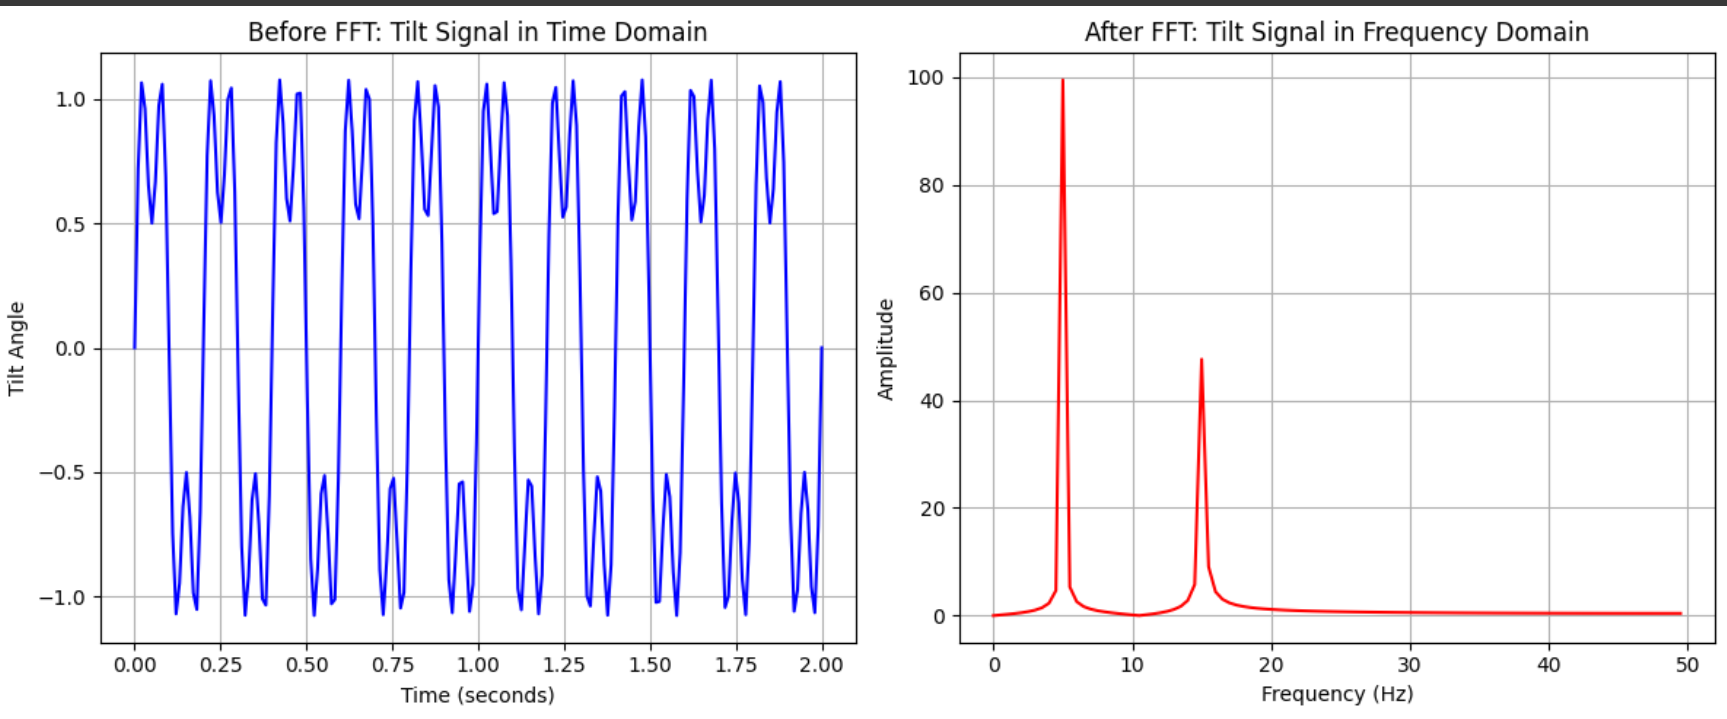 Before FFT: Tilt Signal in Time Domain
Tilt Angle
1.0
0.5
0.0
−0.5
−1.0
0.00 0.25 0.50 0.75 1.00 1.25 1.50 1.75 2.00
Time (seconds)
After FFT: Tilt Signal in Frequency Domain
Amplitude
100
80
60
40
20
0
0 10 20 30 40 50
Frequency (Hz)